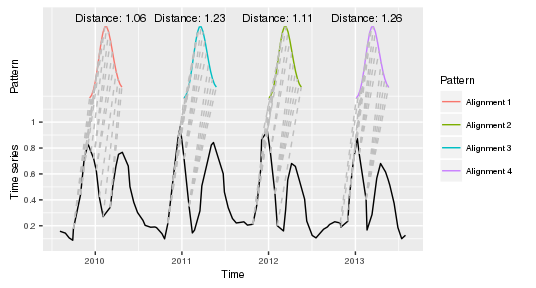 Distance: 1.06 Distance: 1.23 Distance: 1.11 Distance: 1.26
Pattern
Time series
1
0.8
0.6
0.4
0.2
2010 2011 2012 2013
Time
Pattern
Alignment 1
Alignment 2
Alignment 3
Alignment 4